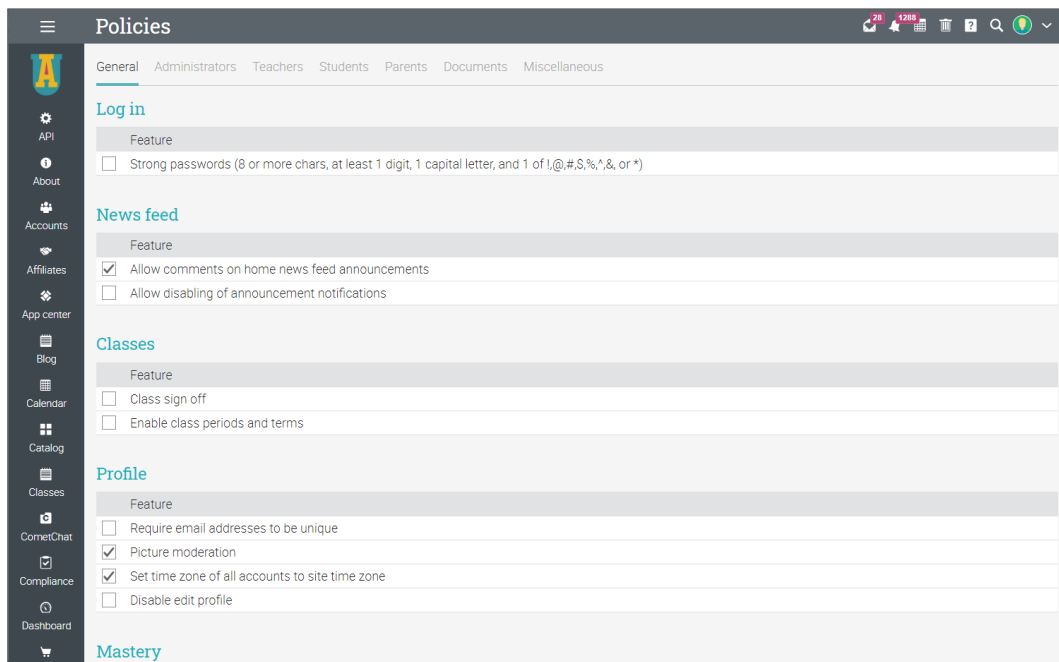 Policies
28
1288
?
A
General Administrators Teachers Students Parents Documents Miscellaneous
API
About
Accounts
Affiliates
App center
Blog
Calendar
Catalog
Classes
CometChat
Compliance
Dashboard
Log in
Feature
Strong passwords (8 or more chars, at least 1 digit, 1 capital letter, and 1 of !,@,#,$,%,^,&, or *)
News feed
Feature
Allow comments on home news feed announcements
Allow disabling of announcement notifications
Classes
Feature
Class sign off
Enable class periods and terms
Profile
Feature
Require email addresses to be unique
Picture moderation
Set time zone of all accounts to site time zone
Disable edit profile
Mastery